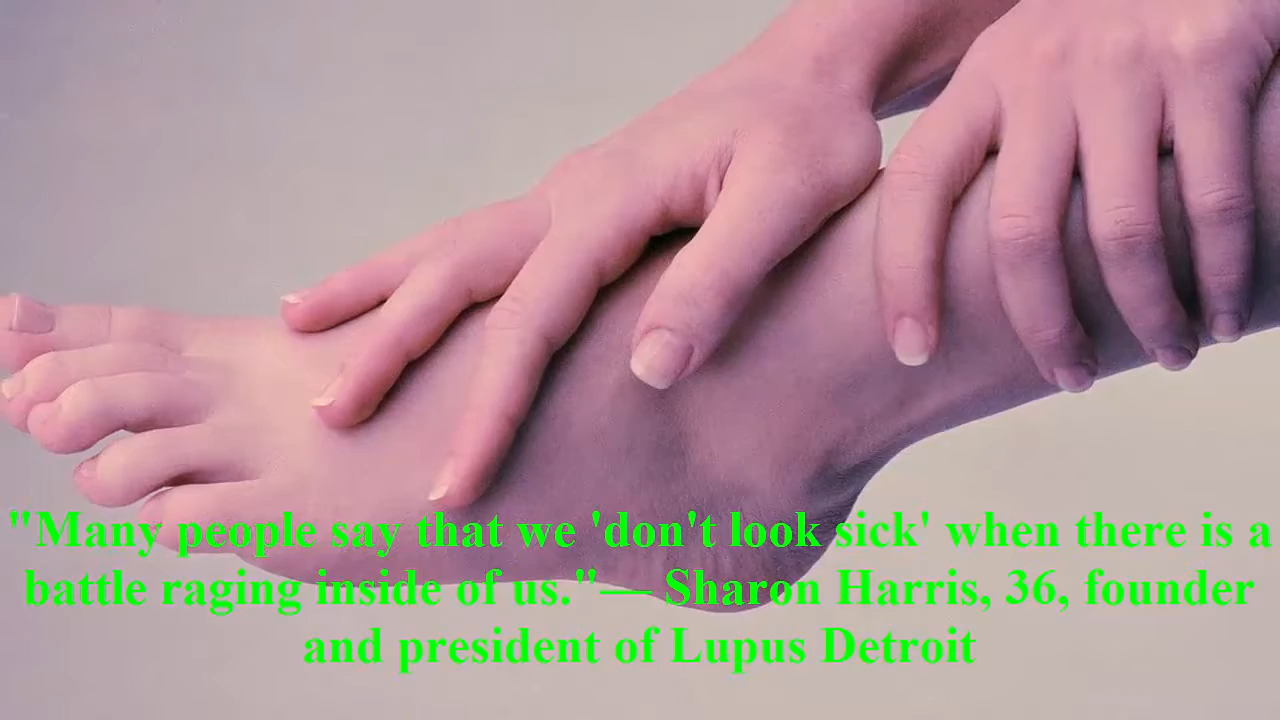 "Many people say that we 'don't look sick' when there is a
battle raging inside of us."— Sharon Harris, 36, founder
and president of Lupus Detroit